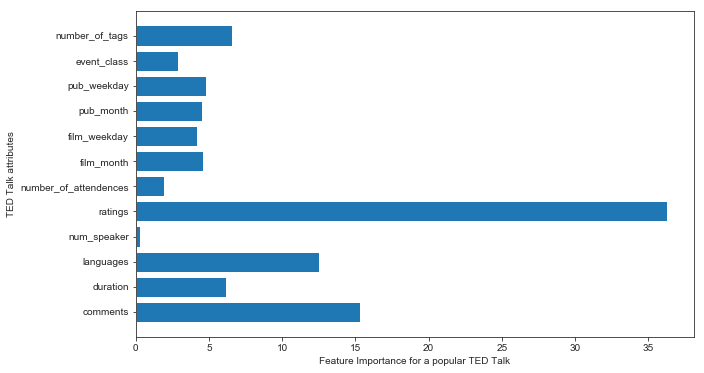 TED Talk attributes
number_of_tags
event_class
pub_weekday
pub_month
film_weekday
film_month
number_of_attendences
ratings
num_speaker
languages
duration
comments
0 5 10 15 20 25 30 35
Feature Importance for a popular TED Talk